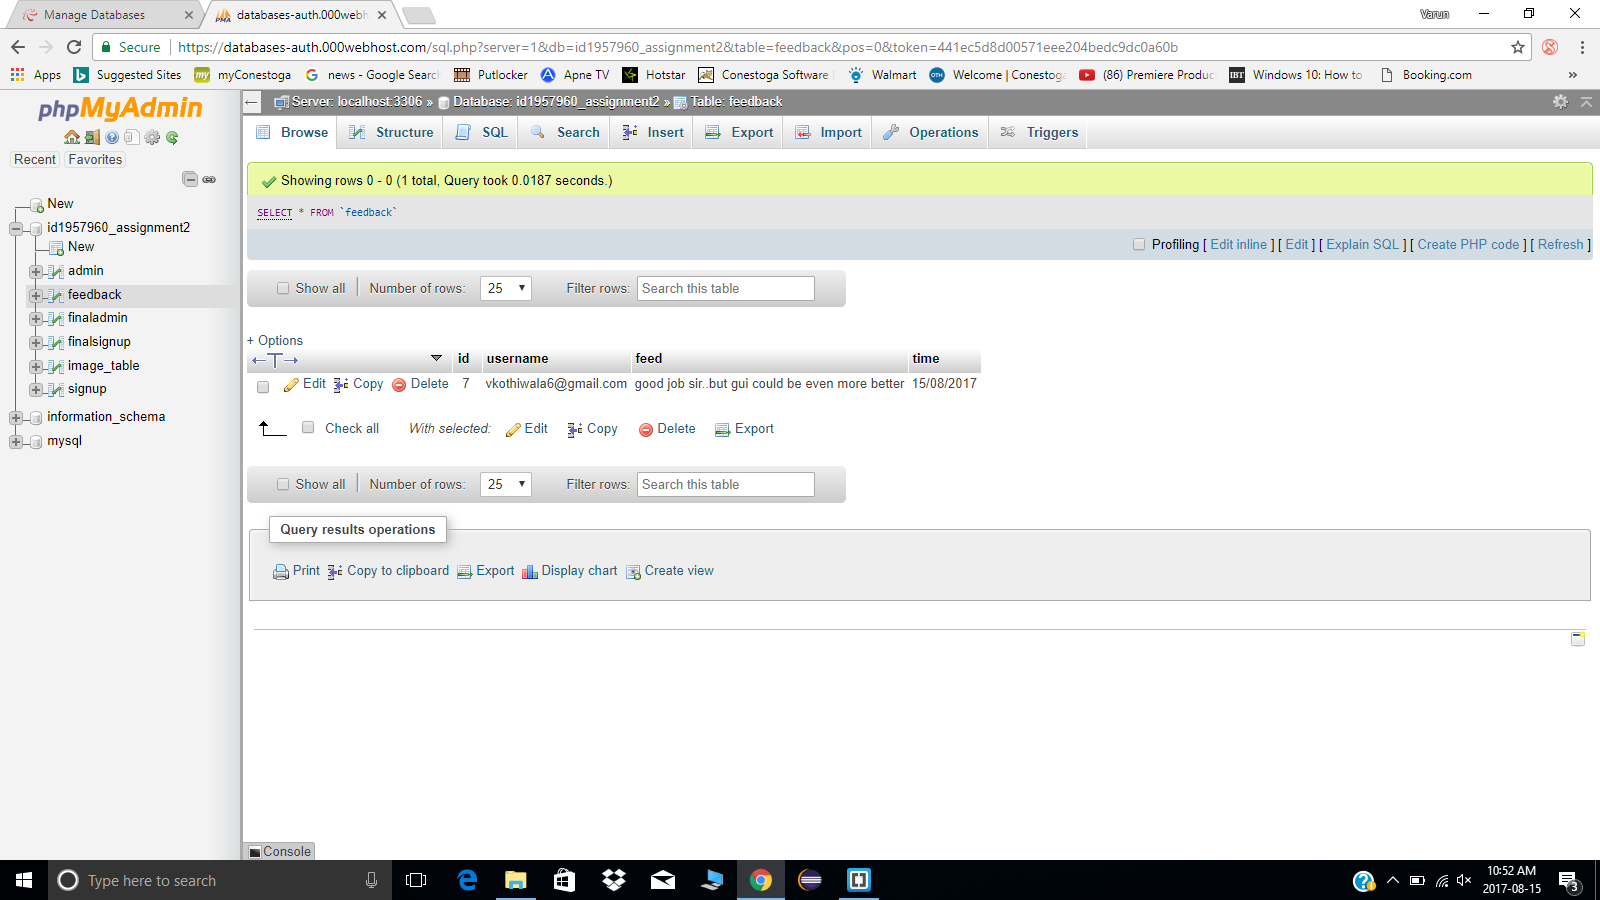 Manage Databases
databases-auth.000webh
Varun
Secure https://databases-auth.000webhost.com/sql.php?server=1&db=id1957960_assignment2&table=feedback&pos=0&token=441ec5d8d00571eee204bedc9dc0a60b
Apps Suggested Sites myConestoga news - Google Search Putlocker Apne TV Hotstar Conestoga Software Walmart Welcome | Conestoga (86) Premiere Produc Windows 10: How to Booking.com »
phpMyAdmin
Recent Favorites
New
id1957960_assignment2
New
admin
feedback
finaladmin
finalsignup
image_table
signup
information_schema
mysql
Server: localhost:3306 » Database: id1957960_assignment2 » Table: feedback
Browse Structure SQL Search Insert Export Import Operations Triggers
Showing rows 0 - 0 (1 total, Query took 0.0187 seconds.)
SELECT * FROM `feedback`
Profiling [ Edit inline ] [ Edit ] [ Explain SQL ] [ Create PHP code ] [ Refresh ]
Show all Number of rows: 25 Filter rows: Search this table
+ Options
←T→ id username feed time
Edit Copy Delete 7 vkothiwala6@gmail.com good job sir..but gui could be even more better 15/08/2017
Check all With selected: Edit Copy Delete Export
Show all Number of rows: 25 Filter rows: Search this table
Query results operations
Print Copy to clipboard Export Display chart Create view
Console
Type here to search
10:52 AM
2017-08-15
3